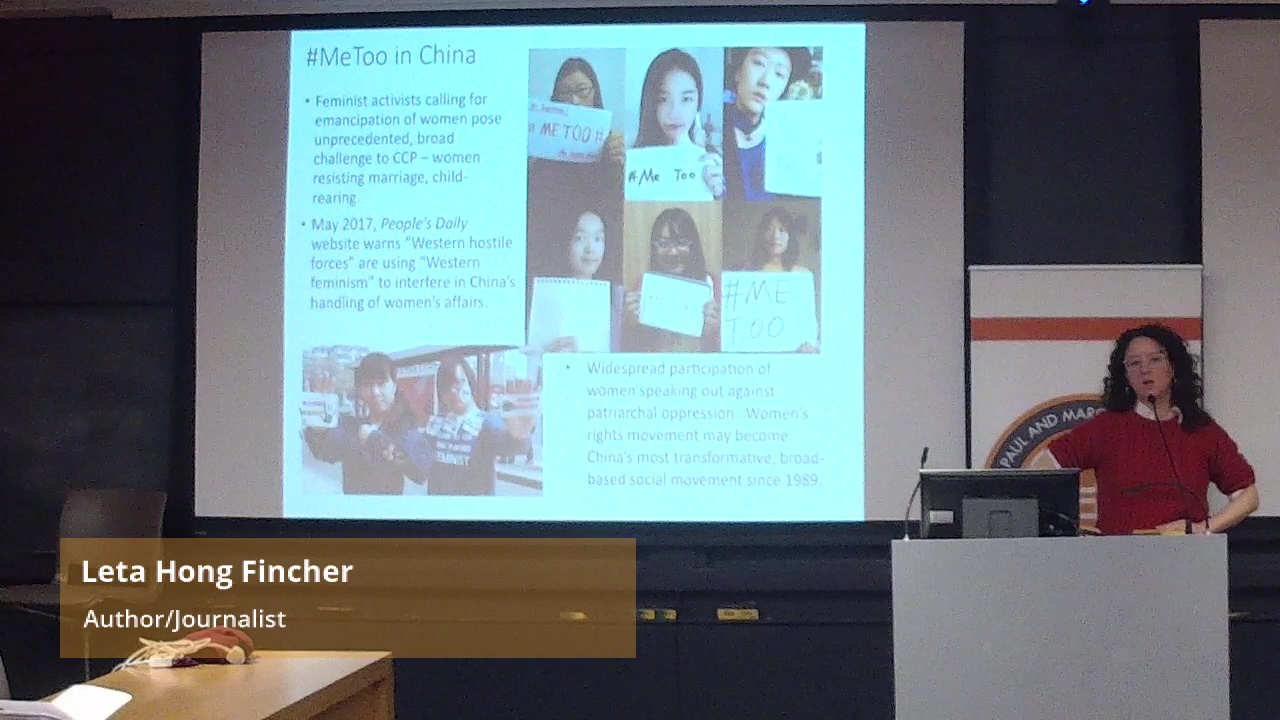 #MeToo in China
• Feminist activists calling for
emancipation of women pose
unprecedented, broad
challenge to CCP – women
resisting marriage, child-
rearing.
• May 2017, People's Daily
website warns "Western hostile
forces" are using "Western
feminism" to interfere in China's
handling of women's affairs.
# ME TOO #
#Me Too
#ME
TOO
FEMINIST
• Widespread participation of
women speaking out against
patriarchal oppression. Women's
rights movement may become
China's most transformative, broad-
based social movement since 1989.
PAUL AND MARC
Leta Hong Fincher
Author/Journalist